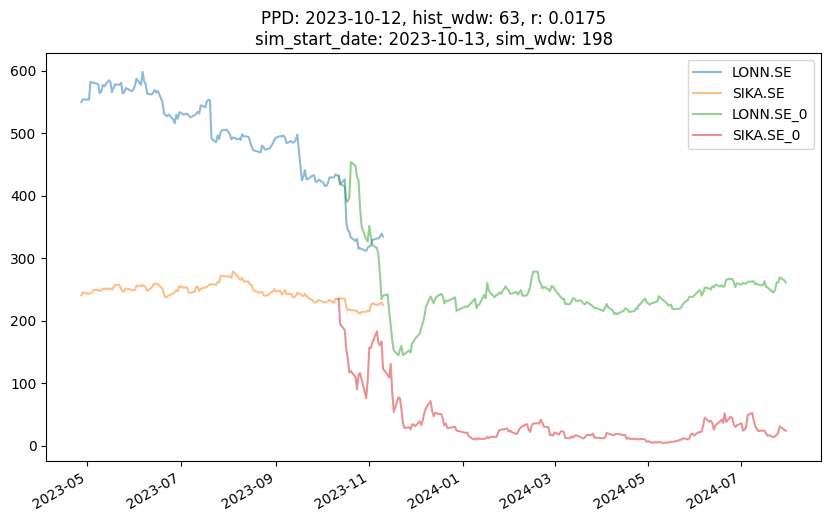 PPD: 2023-10-12, hist_wdw: 63, r: 0.0175
sim_start_date: 2023-10-13, sim_wdw: 198
LONN.SE
SIKA.SE
LONN.SE_0
SIKA.SE_0
600
500
400
300
200
100
0
2023-05
2023-07
2023-09
2023-11
2024-01
2024-03
2024-05
2024-07